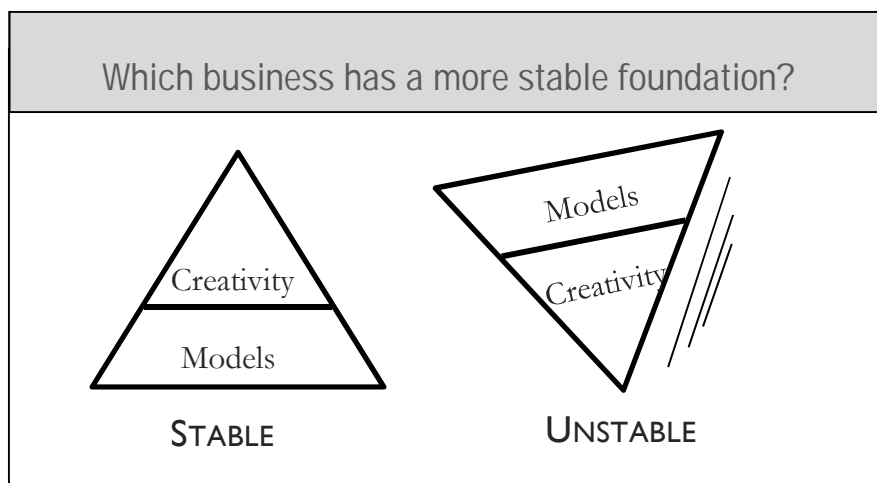 Which business has a more stable foundation?
Creativity
Models
STABLE
Models
Creativity
UNSTABLE